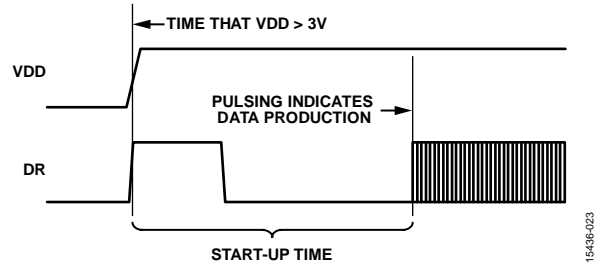 TIME THAT VDD > 3V
VDD
PULSING INDICATES
DATA PRODUCTION
DR
START-UP TIME
15436-023